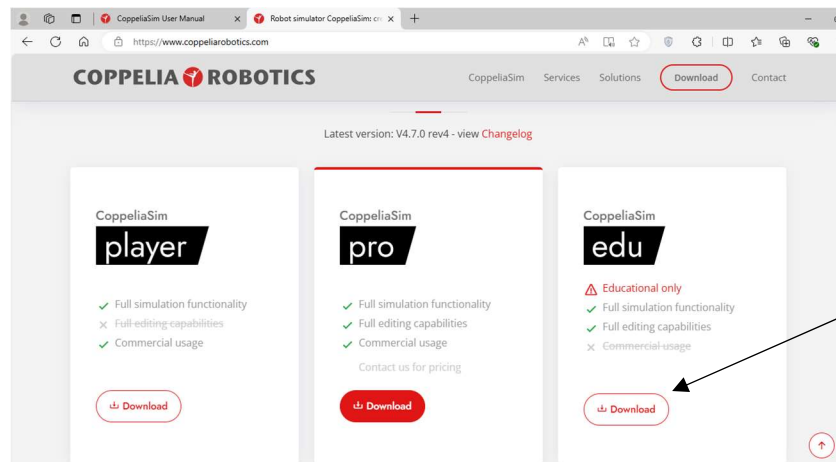 CoppeliaSim User Manual
Robot simulator CoppeliaSim: cre
https://www.coppeliarobotics.com
COPPELIA ROBOTICS
CoppeliaSim Services Solutions Download Contact
Latest version: V4.7.0 rev4 - view Changelog
CoppeliaSim
player
Full simulation functionality
Full editing capabilities
Commercial usage
Download
CoppeliaSim
pro
Full simulation functionality
Full editing capabilities
Commercial usage
Contact us for pricing
Download
CoppeliaSim
edu
Educational only
Full simulation functionality
Full editing capabilities
Commercial usage
Download